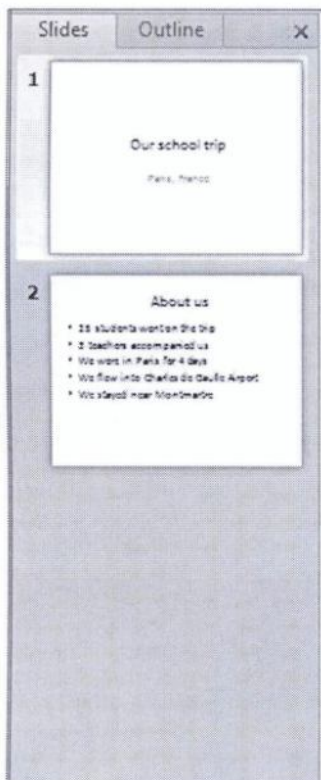 Slides Outline x
1
Our school trip
Paris, France
2
About us
• students went on the trip
• 3 teachers accompanied us
• We were in Paris for 4 days
• We flew into Charles de Gaulle Airport
• We stayed near Montmartre